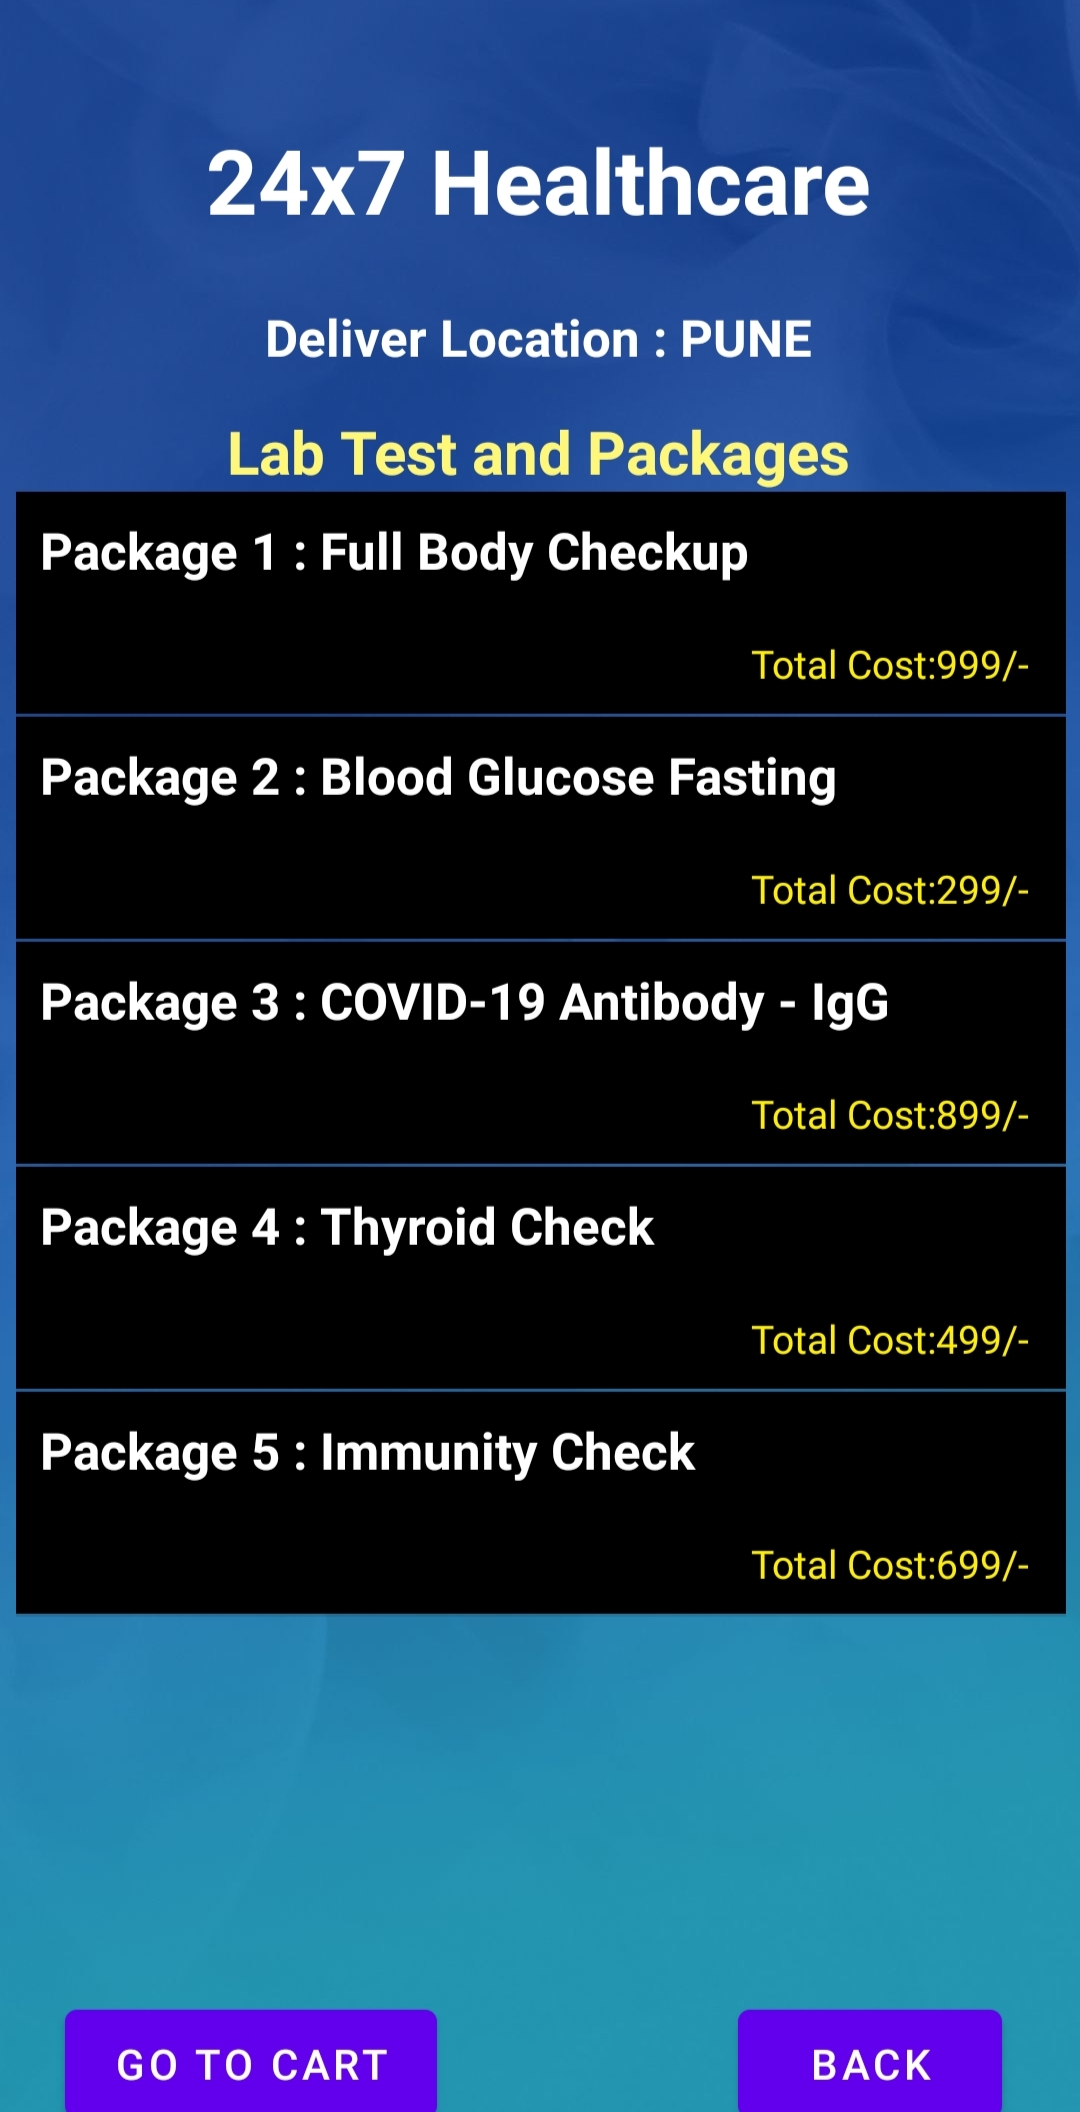 24x7 Healthcare
Deliver Location : PUNE
Lab Test and Packages
Package 1 : Full Body Checkup
Total Cost:999/-
Package 2 : Blood Glucose Fasting
Total Cost:299/-
Package 3 : COVID-19 Antibody - IgG
Total Cost:899/-
Package 4 : Thyroid Check
Total Cost:499/-
Package 5 : Immunity Check
Total Cost:699/-
GO TO CART
BACK